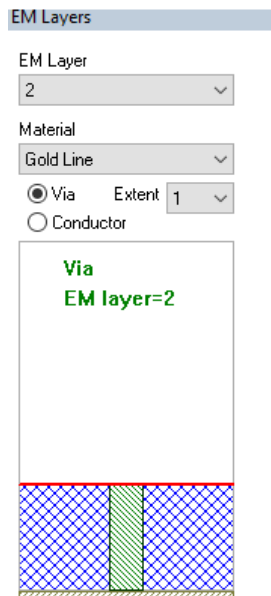 EM Layers
EM Layer
2
Material
Gold Line
Via Extent 1
Conductor
Via
EM layer=2